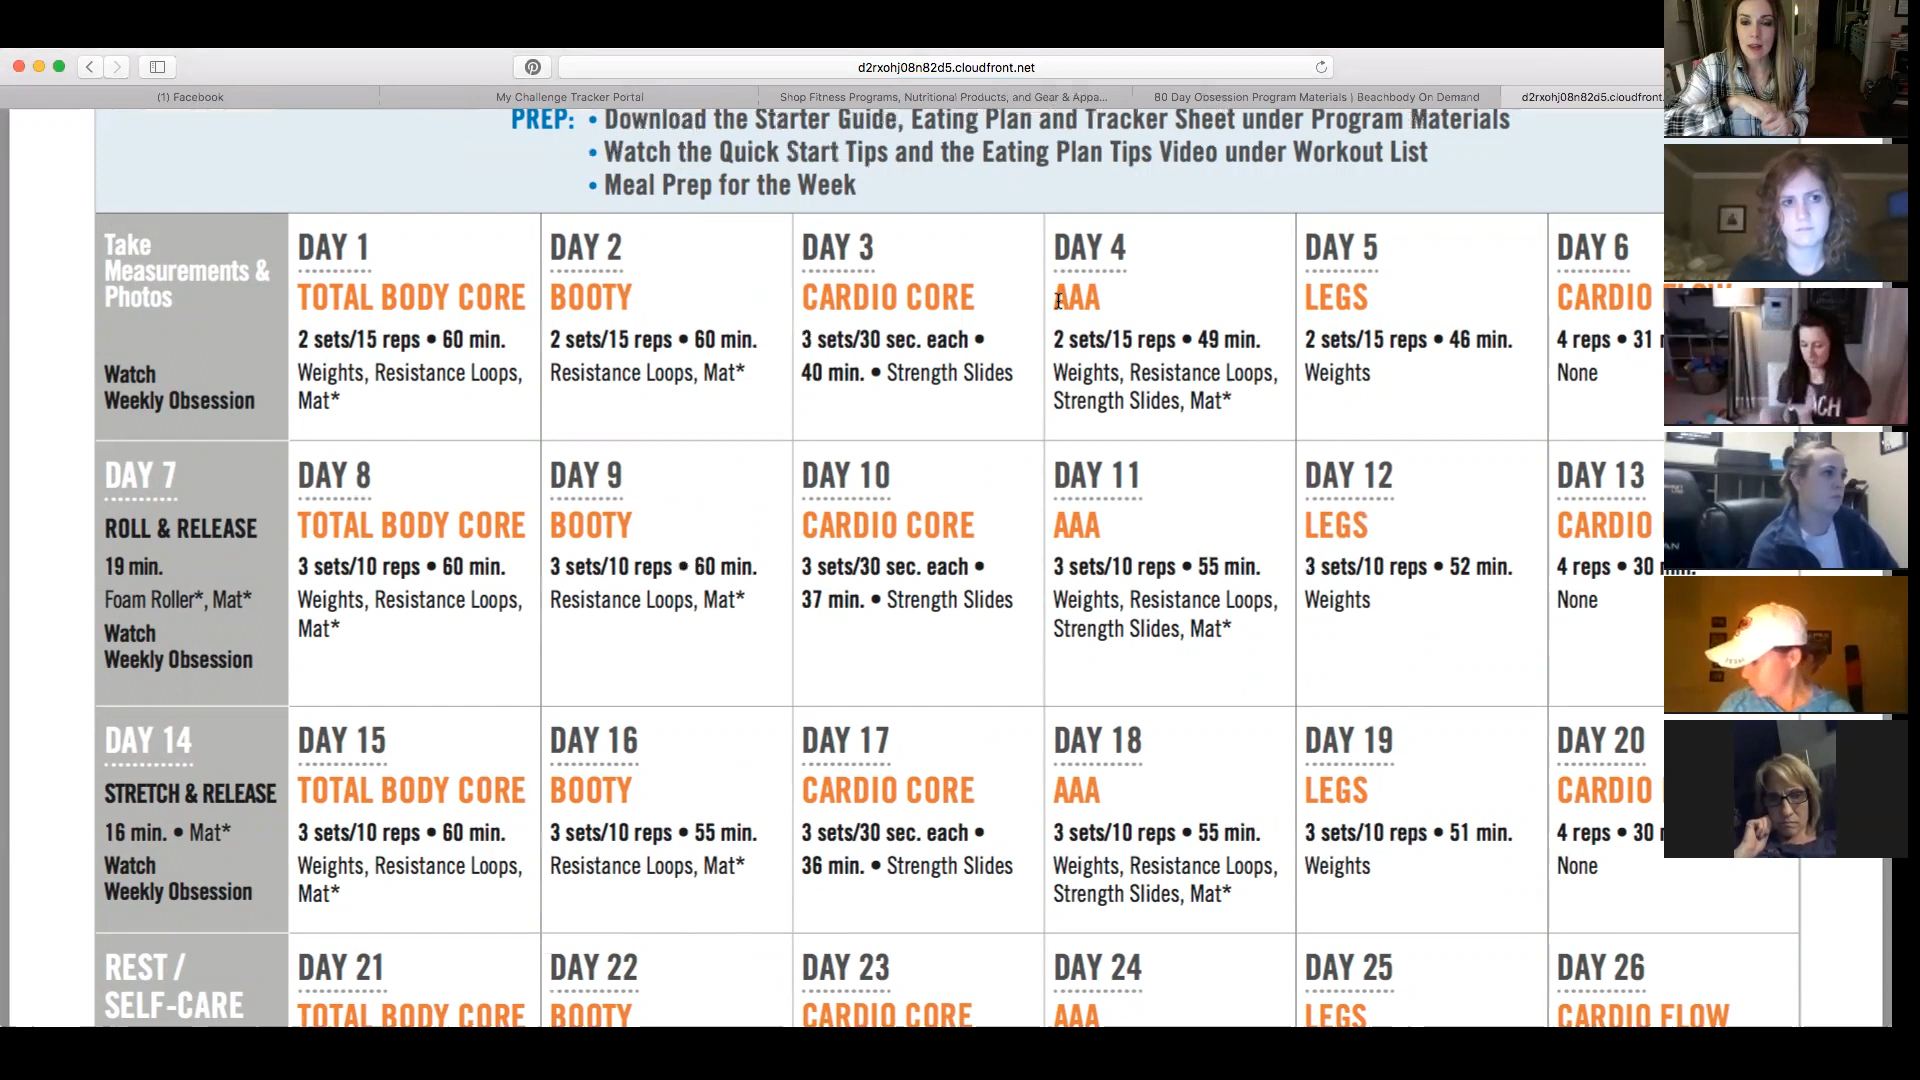 d2rxohj08n82d5.cloudfront.net
(1) Facebook
My Challenge Tracker Portal
Shop Fitness Programs, Nutritional Products, and Gear & Appa...
80 Day Obsession Program Materials | Beachbody On Demand
d2rxohj08n82d5.cloudfront.
PREP: • Download the Starter Guide, Eating Plan and Tracker Sheet under Program Materials
• Watch the Quick Start Tips and the Eating Plan Tips Video under Workout List
• Meal Prep for the Week
Take
Measurements &
Photos
Watch
Weekly Obsession
DAY 1
TOTAL BODY CORE
2 sets/15 reps • 60 min.
Weights, Resistance Loops,
Mat*
DAY 2
BOOTY
2 sets/15 reps • 60 min.
Resistance Loops, Mat*
DAY 3
CARDIO CORE
3 sets/30 sec. each •
40 min. • Strength Slides
DAY 4
AAA
2 sets/15 reps • 49 min.
Weights, Resistance Loops,
Strength Slides, Mat*
DAY 5
LEGS
2 sets/15 reps • 46 min.
Weights
DAY 6
CARDIO
4 reps • 31
None
DAY 7
ROLL & RELEASE
19 min.
Foam Roller*, Mat*
Watch
Weekly Obsession
DAY 8
TOTAL BODY CORE
3 sets/10 reps • 60 min.
Weights, Resistance Loops,
Mat*
DAY 9
BOOTY
3 sets/10 reps • 60 min.
Resistance Loops, Mat*
DAY 10
CARDIO CORE
3 sets/30 sec. each •
37 min. • Strength Slides
DAY 11
AAA
3 sets/10 reps • 55 min.
Weights, Resistance Loops,
Strength Slides, Mat*
DAY 12
LEGS
3 sets/10 reps • 52 min.
Weights
DAY 13
CARDIO
4 reps • 30
None
DAY 14
STRETCH & RELEASE
16 min. • Mat*
Watch
Weekly Obsession
DAY 15
TOTAL BODY CORE
3 sets/10 reps • 60 min.
Weights, Resistance Loops,
Mat*
DAY 16
BOOTY
3 sets/10 reps • 55 min.
Resistance Loops, Mat*
DAY 17
CARDIO CORE
3 sets/30 sec. each •
36 min. • Strength Slides
DAY 18
AAA
3 sets/10 reps • 55 min.
Weights, Resistance Loops,
Strength Slides, Mat*
DAY 19
LEGS
3 sets/10 reps • 51 min.
Weights
DAY 20
CARDIO
4 reps • 30
None
REST /
SELF-CARE
DAY 21
TOTAL BODY CORE
DAY 22
BOOTY
DAY 23
CARDIO CORE
DAY 24
AAA
DAY 25
LEGS
DAY 26
CARDIO FLOW